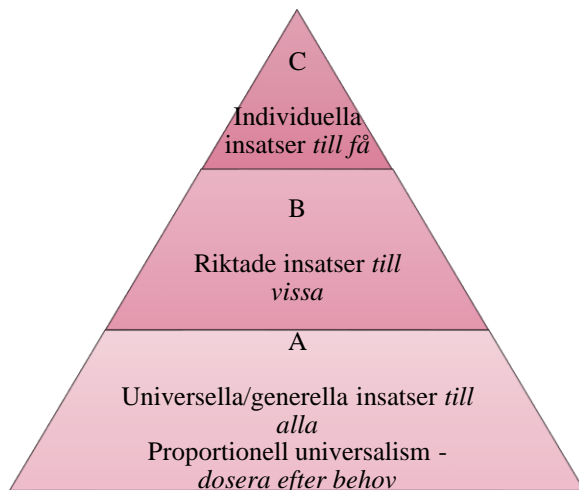 C
Individuella
insatser till få
B
Riktade insatser till
vissa
A
Universella/generella insatser till
alla
Proportionell universalism -
dosera efter behov